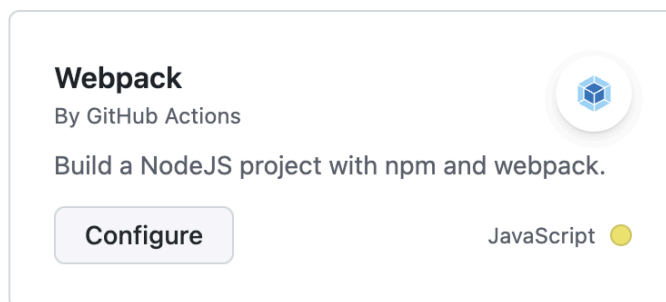 Webpack
By GitHub Actions
Build a NodeJS project with npm and webpack.
Configure
JavaScript